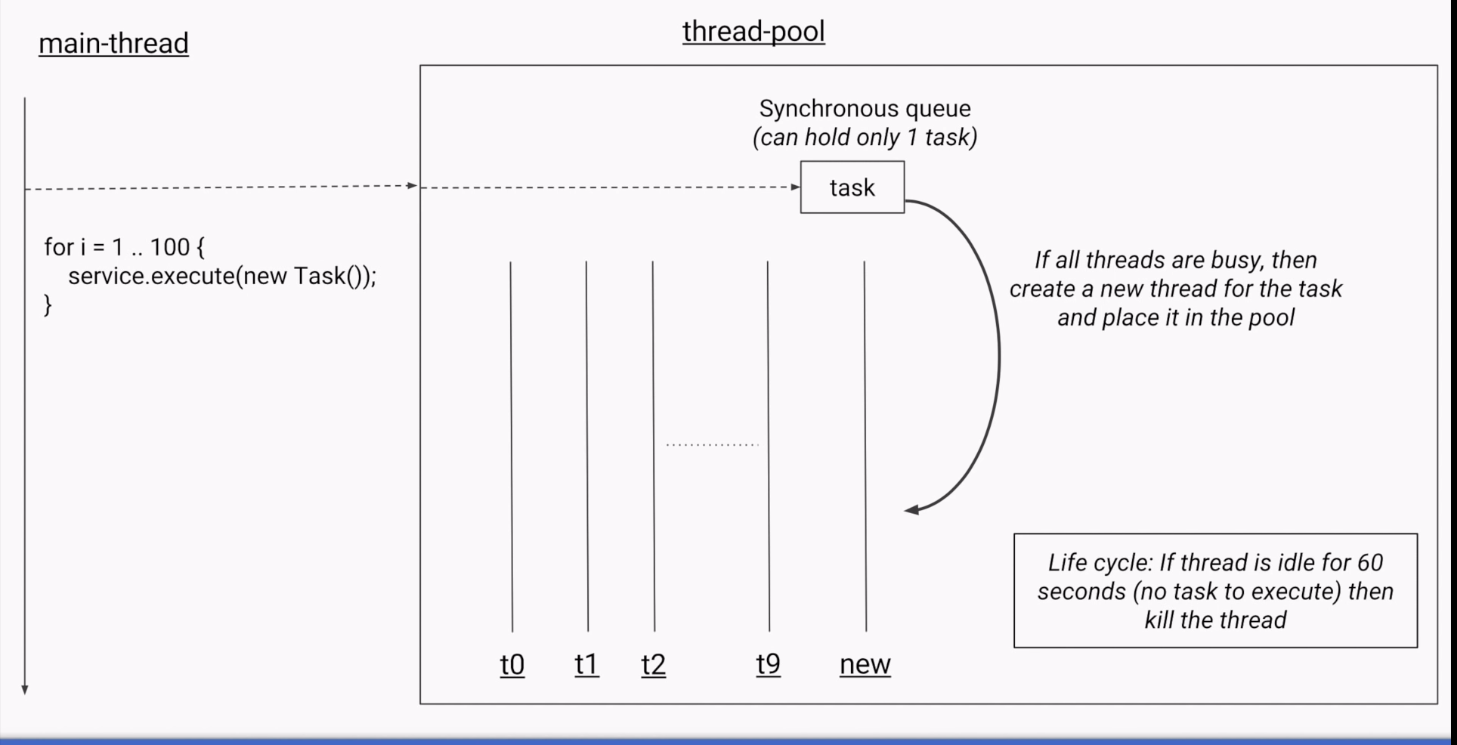 main-thread
thread-pool
Synchronous queue
(can hold only 1 task)
task
for i = 1 .. 100 {
service.execute(new Task());
}
If all threads are busy, then
create a new thread for the task
and place it in the pool
Life cycle: If thread is idle for 60
seconds (no task to execute) then
kill the thread
t0
t1
t2
t9
new